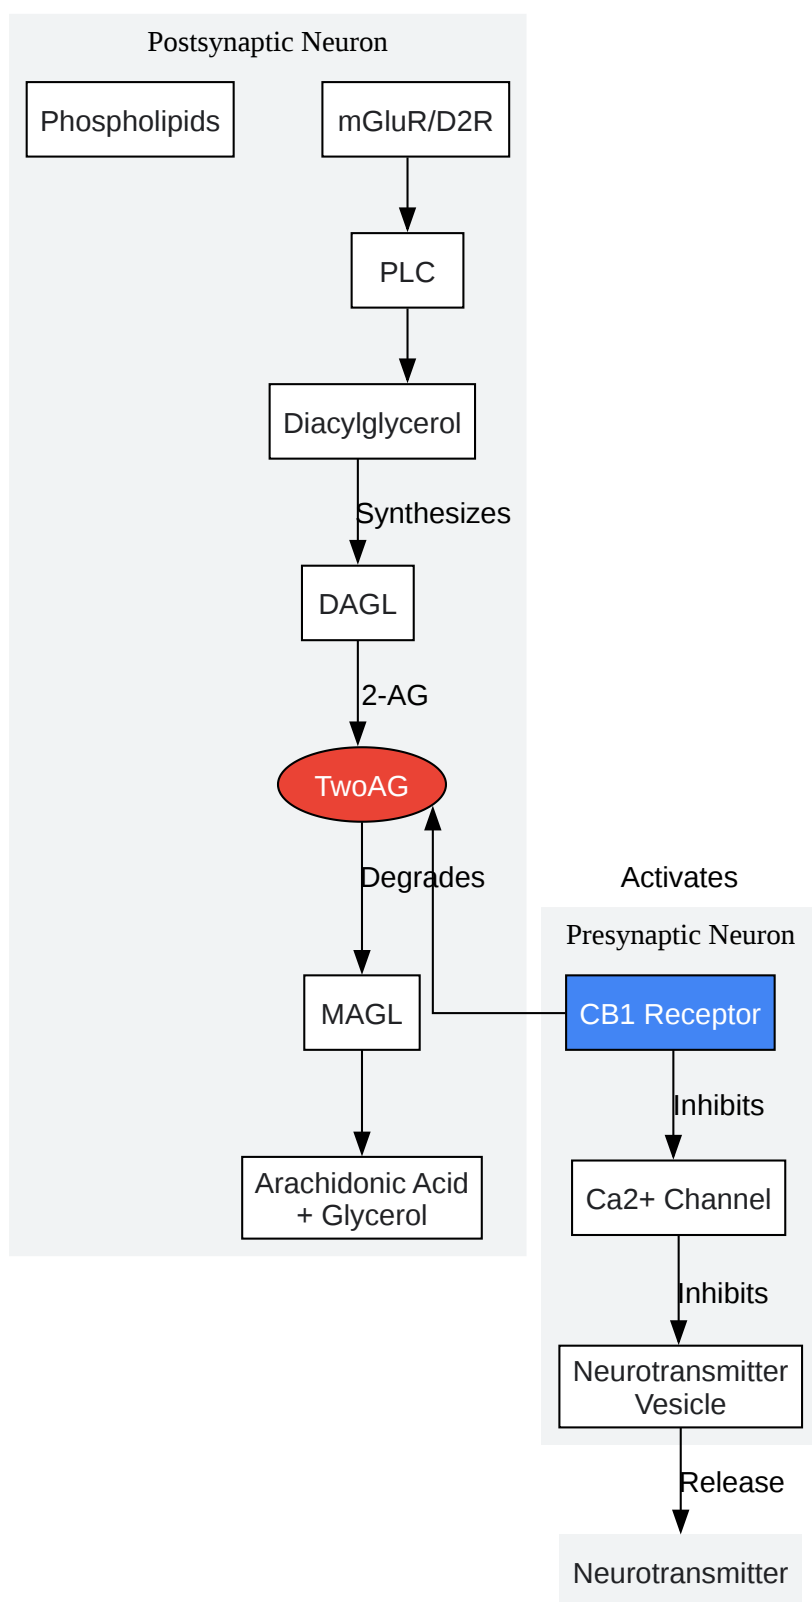 Postsynaptic Neuron
Phospholipids
mGluR/D2R
PLC
Diacylglycerol
Synthesizes
DAGL
2-AG
TwoAG
Degrades
Activates
Presynaptic Neuron
MAGL
CB1 Receptor
Inhibits
Arachidonic Acid
+ Glycerol
Ca2+ Channel
Inhibits
Neurotransmitter
Vesicle
Release
Neurotransmitter